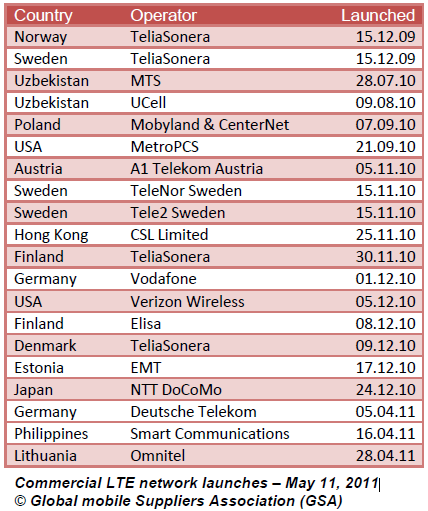 Country Operator Launched
Norway TeliaSonera 15.12.09
Sweden TeliaSonera 15.12.09
Uzbekistan MTS 28.07.10
Uzbekistan UCell 09.08.10
Poland Mobyland & CenterNet 07.09.10
USA MetroPCS 21.09.10
Austria A1 Telekom Austria 05.11.10
Sweden TeleNor Sweden 15.11.10
Sweden Tele2 Sweden 15.11.10
Hong Kong CSL Limited 25.11.10
Finland TeliaSonera 30.11.10
Germany Vodafone 01.12.10
USA Verizon Wireless 05.12.10
Finland Elisa 08.12.10
Denmark TeliaSonera 09.12.10
Estonia EMT 17.12.10
Japan NTT DoCoMo 24.12.10
Germany Deutsche Telekom 05.04.11
Philippines Smart Communications 16.04.11
Lithuania Omnitel 28.04.11
Commercial LTE network launches – May 11, 2011
© Global mobile Suppliers Association (GSA)